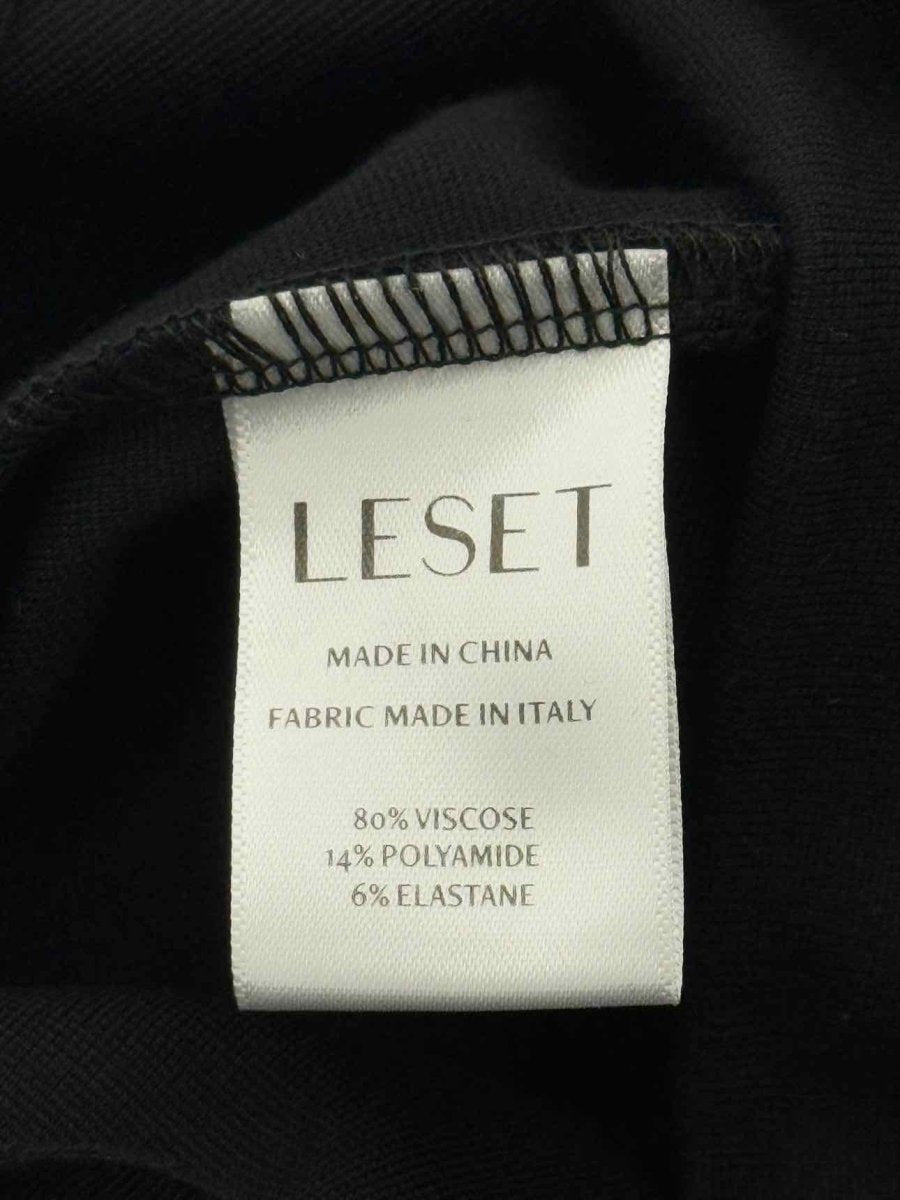 LESET
MADE IN CHINA
FABRIC MADE IN ITALY
80% VISCOSE
14% POLYAMIDE
6% ELASTANE